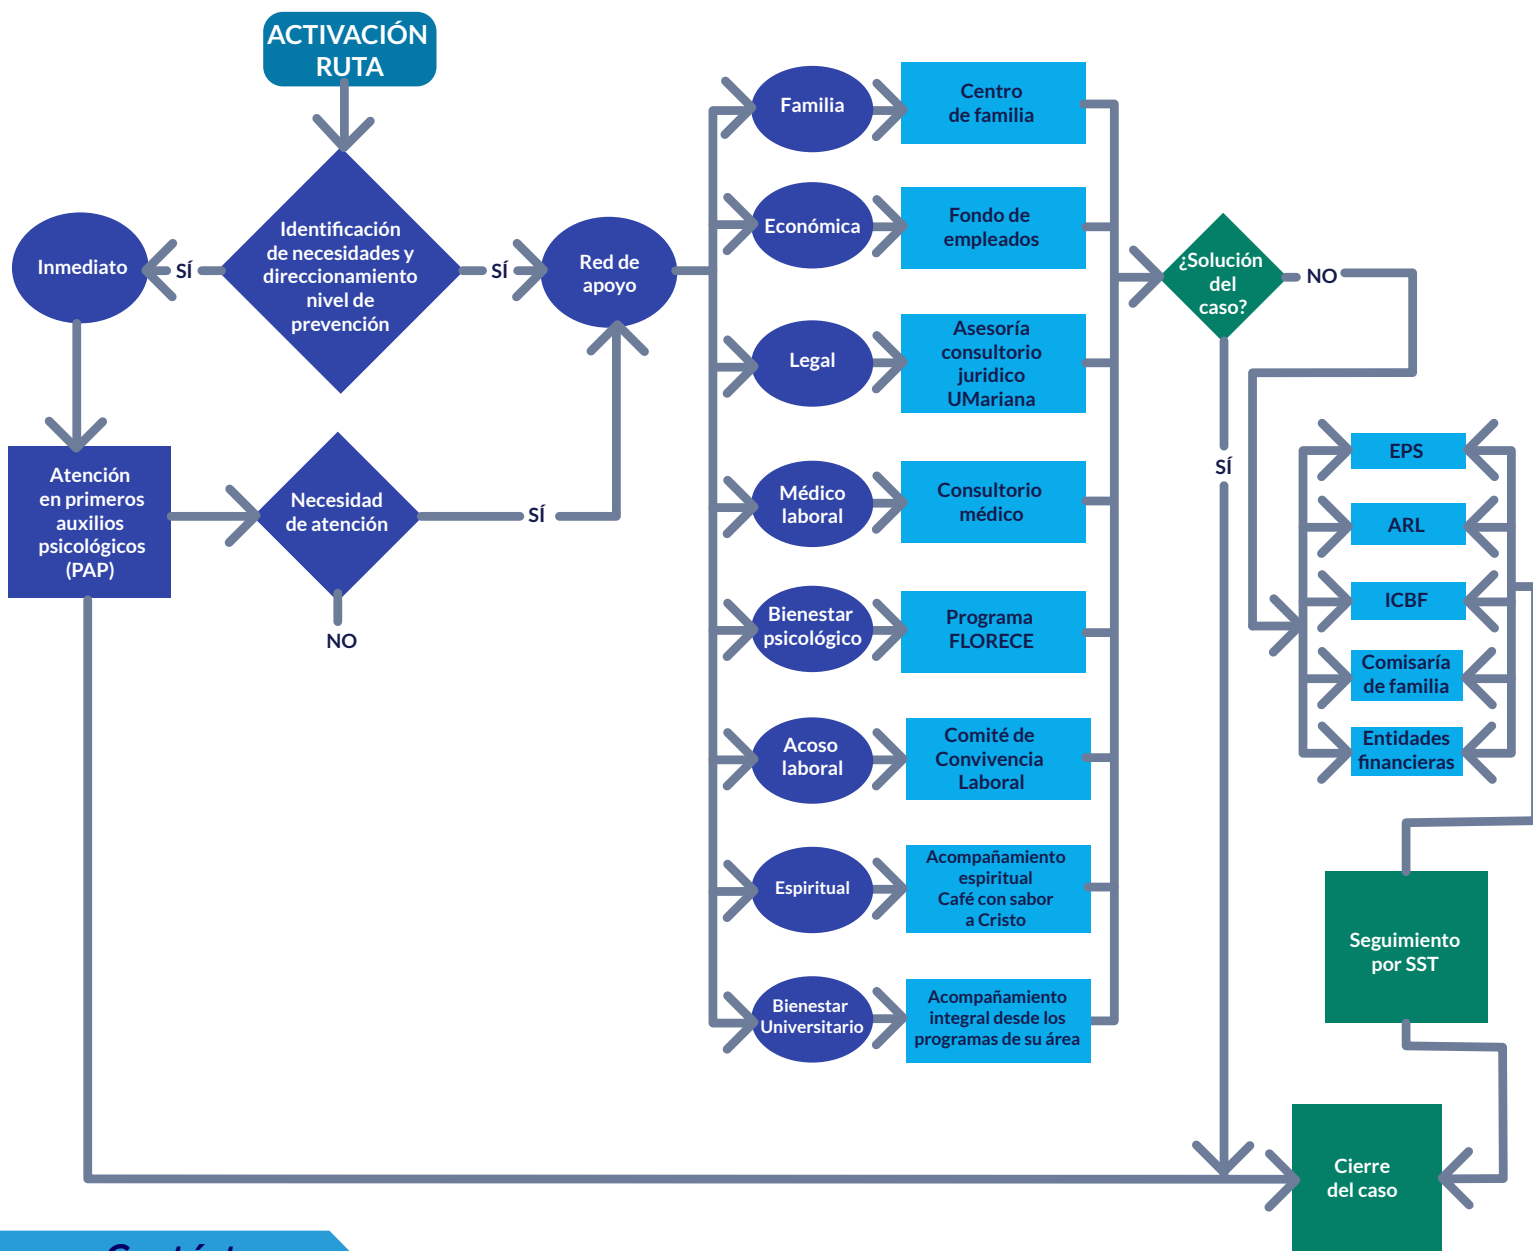 ACTIVACIÓN
RUTA
Identificación
de necesidades y
direccionamiento
nivel de
prevención
SÍ
Inmediato
SÍ
Red de
apoyo
Atención
en primeros
auxilios
psicológicos
(PAP)
Necesidad
de atención
SÍ
NO
Familia
Centro
de familia
Económica
Fondo de
empleados
Legal
Asesoría
consultorio
juridico
UMariana
Médico
laboral
Consultorio
médico
Bienestar
psicológico
Programa
FLORECE
Acoso
laboral
Comité de
Convivencia
Laboral
Espiritual
Acompañamiento
espiritual
Café con sabor
a Cristo
Bienestar
Universitario
Acompañamiento
integral desde los
programas de su área
¿Solución
del
caso?
NO
SÍ
EPS
ARL
ICBF
Comisaría
de familia
Entidades
financieras
Seguimiento
por SST
Cierre
del caso